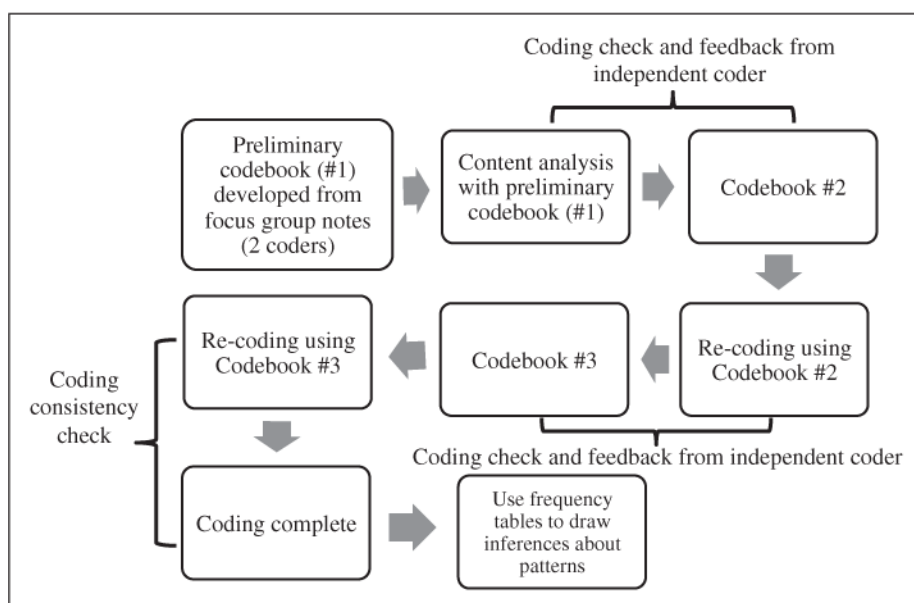 Coding check and feedback from
independent coder
Preliminary
codebook (#1)
developed from
focus group notes
(2 coders)
Content analysis
with preliminary
codebook (#1)
Codebook #2
Re-coding using
Codebook #2
Codebook #3
Re-coding using
Codebook #3
Coding check and feedback from independent coder
Coding
consistency
check
Coding complete
Use frequency
tables to draw
inferences about
patterns